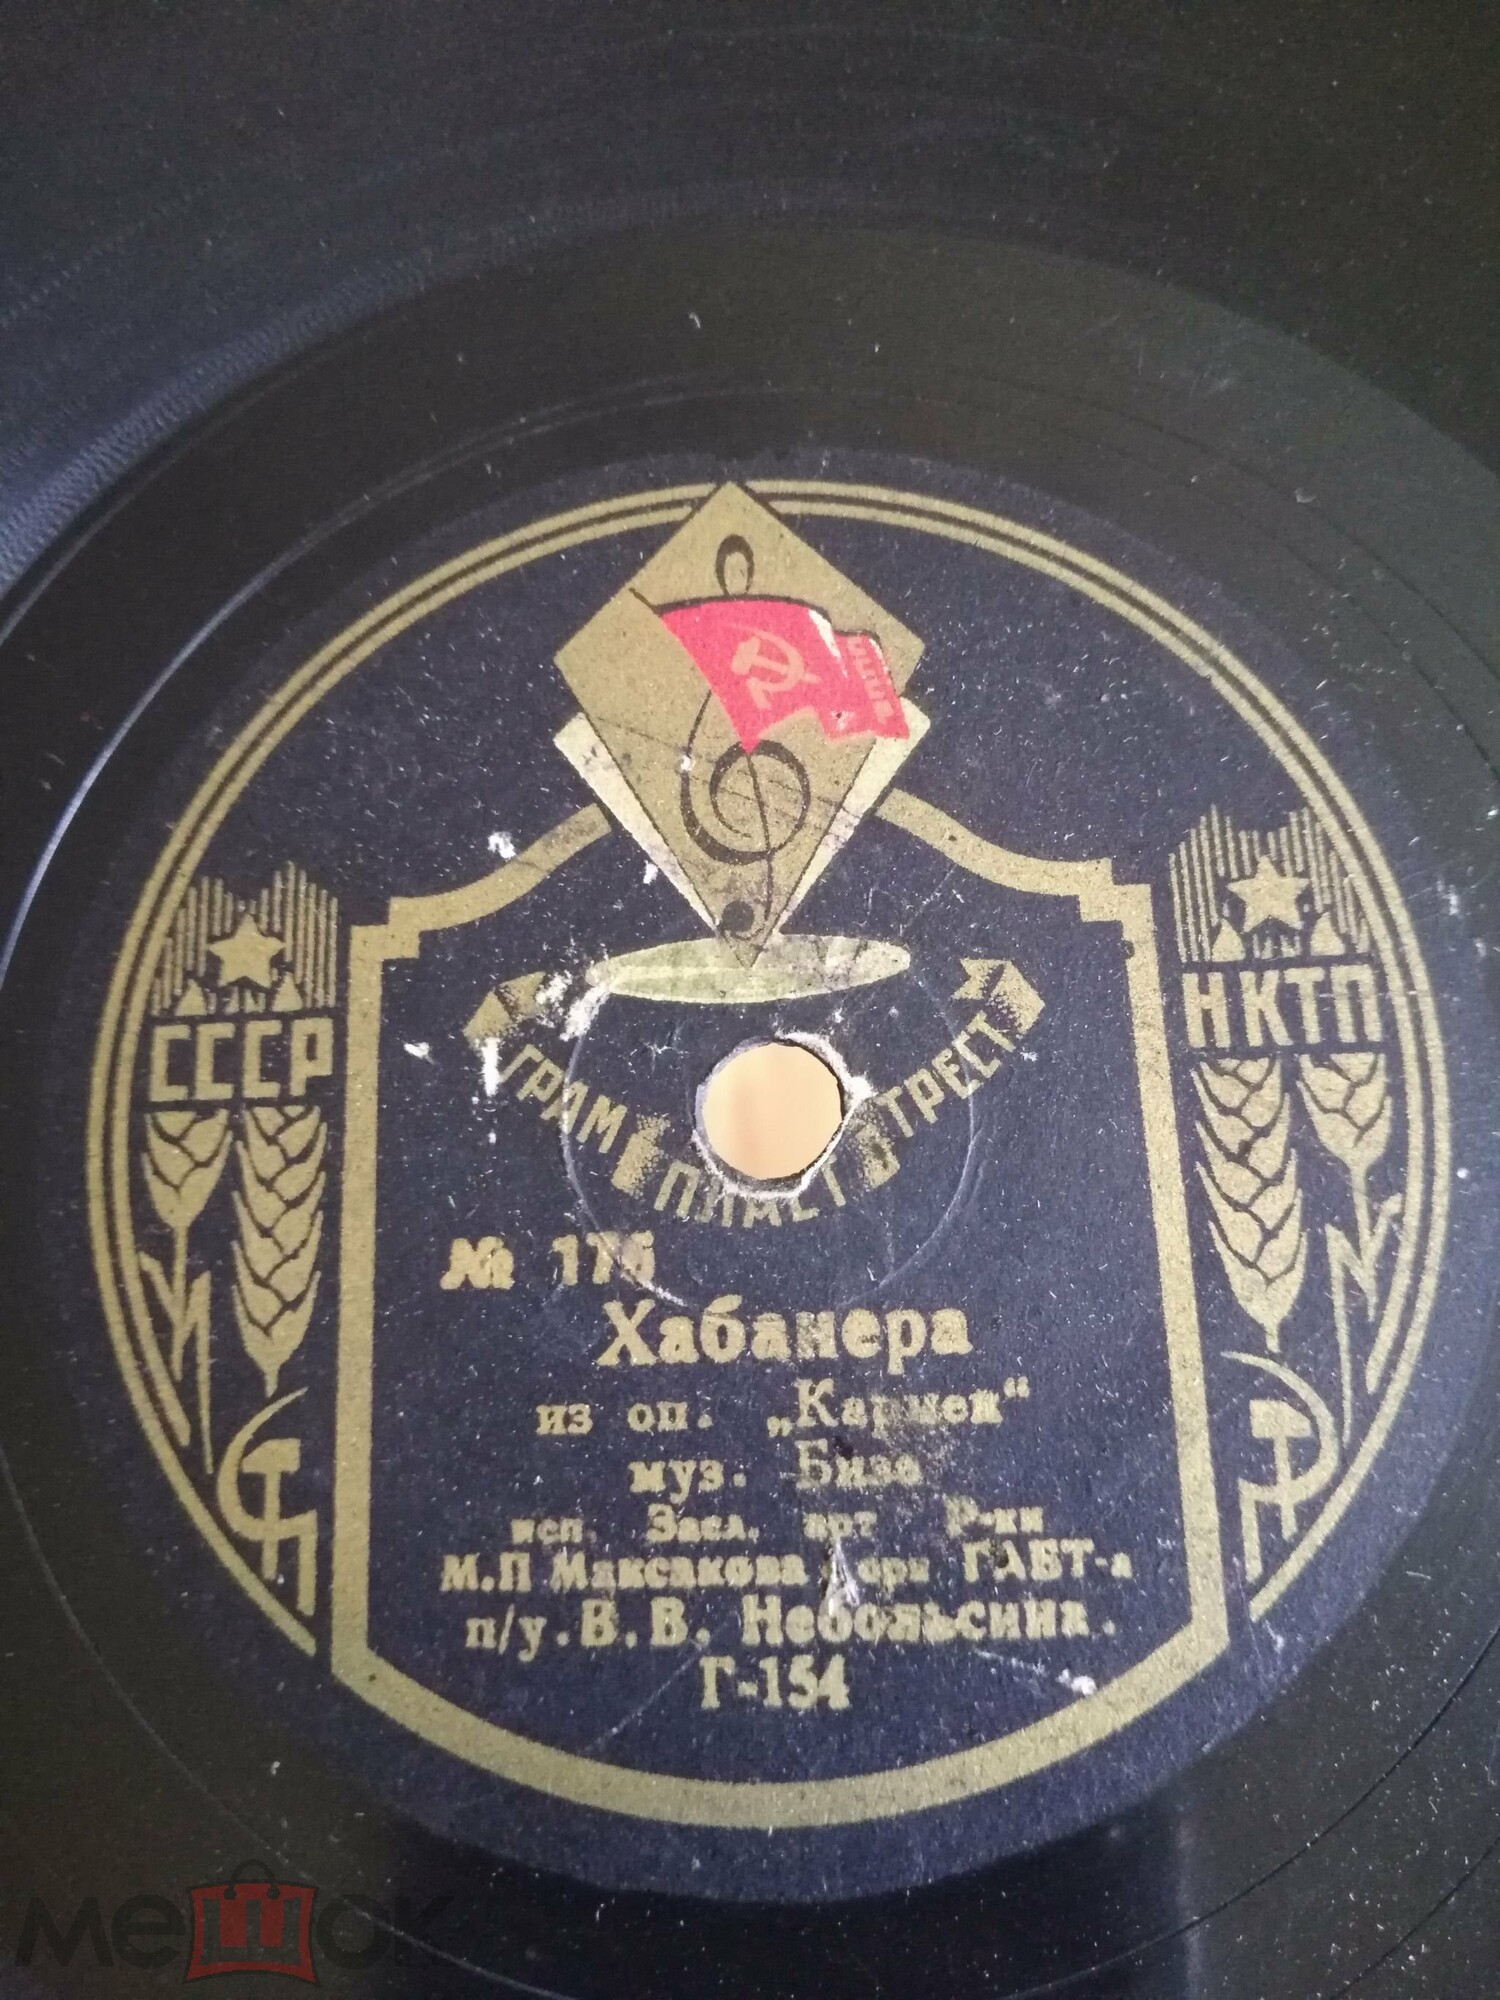 СССР
НКТП
ГРАМ ПЛАСТ ТРЕСТ
№ 175
Хабанера
из оп. „Кармен“
муз. Бизе
исп. Засл. арт Р-ки
М.П Максакова орк ГАБТ-а
п/у. В. В. Небольсина.
Г-154
мешок